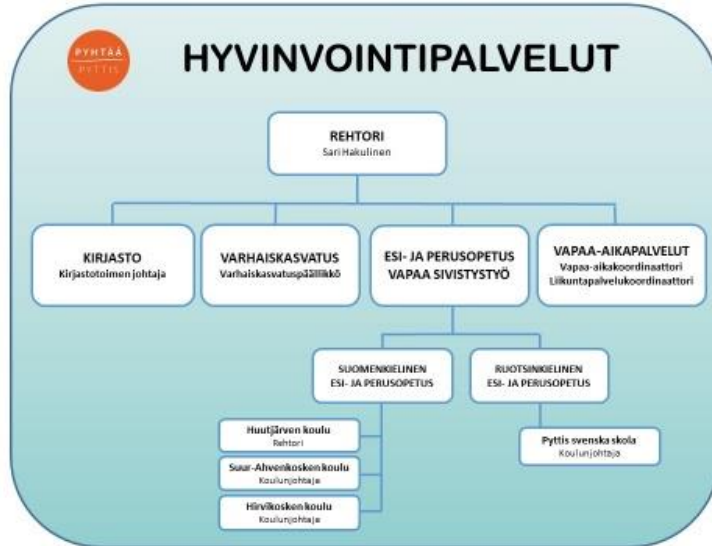 PYHTÄÄ
PYTTIS
HYVINVOINTIPALVELUT
REHTORI
Sari Hakulinen
KIRJASTO
Kirjastotoimen johtaja
VARHAISKASVATUS
Varhaiskasvatuspäällikkö
ESI- JA PERUSOPETUS
VAPAA SIVISTYSTYÖ
VAPAA-AIKAPALVELUT
Vapaa-aikakoordinaattori
Liikuntapalvelukoordinaattori
SUOMENKIELINEN
ESI- JA PERUSOPETUS
RUOTSINKIELINEN
ESI- JA PERUSOPETUS
Huutjärven koulu
Rehtori
Suur-Ahvenkosken koulu
Koulunjohtaja
Hirvikosken koulu
Koulunjohtaja
Pyttis svenska skola
Koulunjohtaja